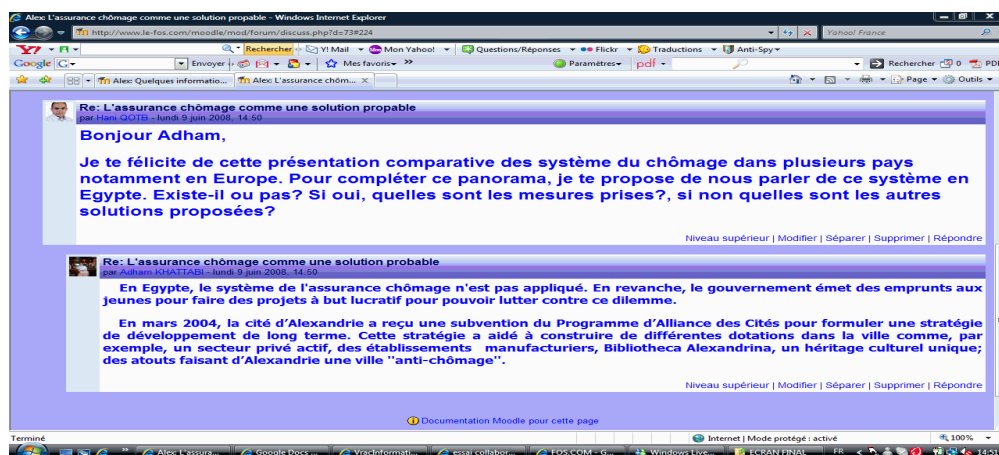 Alex: L'assurance chômage comme une solution propable - Windows Internet Explorer
http://www.le-fos.com/moodle/mod/forum/discuss.php?d=73#224
Yahoo! France
Rechercher Y! Mail Mon Yahoo! Questions/Réponses Flickr Traductions Anti-Spy
Google Envoyer Mes favoris Paramètres pdf Rechercher 0 PDF
Alex: Quelques informatio... Alex: L'assurance chôm... Page Outils
Re: L'assurance chômage comme une solution propable
par Hani QOTB - lundi 9 juin 2008, 14:50
Bonjour Adham,
Je te félicite de cette présentation comparative des système du chômage dans plusieurs pays
notamment en Europe. Pour compléter ce panorama, je te propose de nous parler de ce système en
Egypte. Existe-il ou pas? Si oui, quelles sont les mesures prises?, si non quelles sont les autres
solutions proposées?
Niveau supérieur | Modifier | Séparer | Supprimer | Répondre
Re: L'assurance chômage comme une solution probable
par Adham KHATTABI - lundi 9 juin 2008, 14:50
En Egypte, le système de l'assurance chômage n'est pas appliqué. En revanche, le gouvernement émet des emprunts aux
jeunes pour faire des projets à but lucratif pour pouvoir lutter contre ce dilemme.
En mars 2004, la cité d'Alexandrie a reçu une subvention du Programme d'Alliance des Cités pour formuler une stratégie
de développement de long terme. Cette stratégie a aidé à construire de différentes dotations dans la ville comme, par
exemple, un secteur privé actif, des établissements manufacturiers, Bibliotheca Alexandrina, un héritage culturel unique;
des atouts faisant d'Alexandrie une ville "anti-chômage".
Niveau supérieur | Modifier | Séparer | Supprimer | Répondre
Documentation Moodle pour cette page
Terminé Internet | Mode protégé : activé 100%
Alex L'assura... Google Docs ... VracInformati... essai collabor... FOS.COM - G... Windows Live... ECRAN FINAL FR 14:51